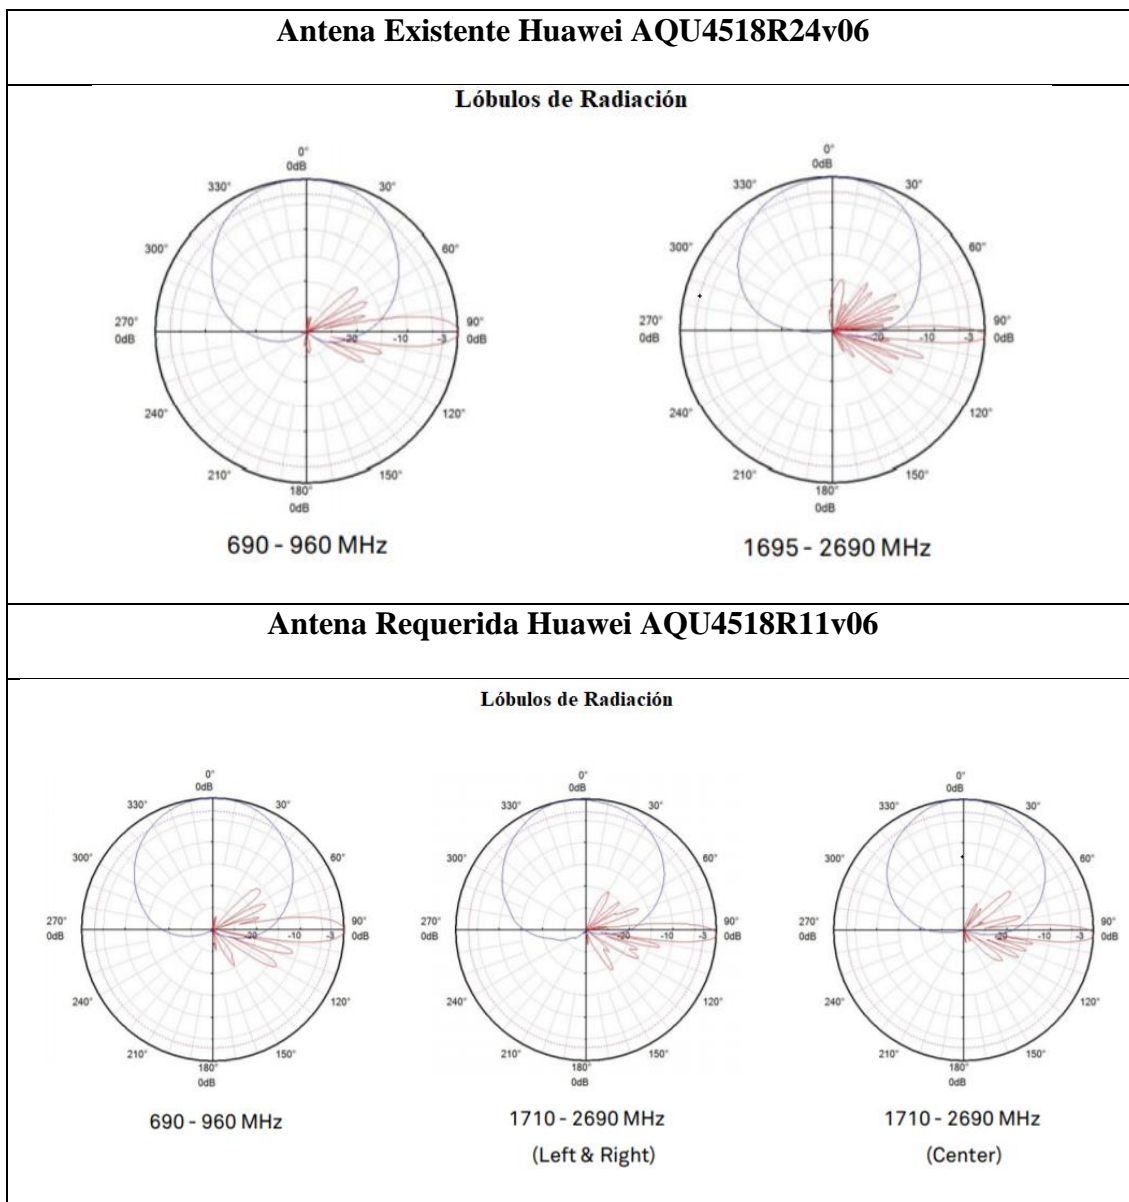 Antena Existente Huawei AQU4518R24v06
Lóbulos de Radiación
0°
0dB
330°
30°
300°
60°
270°
0dB
-20
-10
-3
90°
0dB
240°
120°
210°
150°
180°
0dB
690 - 960 MHz
0°
0dB
330°
30°
300°
60°
270°
0dB
-20
-10
-3
90°
0dB
240°
120°
210°
150°
180°
0dB
1695 - 2690 MHz
Antena Requerida Huawei AQU4518R11v06
Lóbulos de Radiación
0°
0dB
330°
30°
300°
60°
270°
0dB
-20
-10
-3
90°
0dB
240°
120°
210°
150°
180°
0dB
690 - 960 MHz
0°
0dB
330°
30°
300°
60°
270°
0dB
-20
-10
-3
90°
0dB
240°
120°
210°
150°
180°
0dB
1710 - 2690 MHz
(Left & Right)
0°
0dB
330°
30°
300°
60°
270°
0dB
-20
-10
-3
90°
0dB
240°
120°
210°
150°
180°
0dB
1710 - 2690 MHz
(Center)